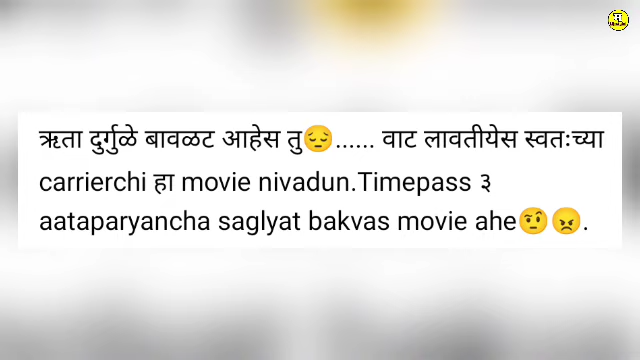 ऋता दुर्गुळे बावळट आहेस तु😔...... वाट लावतीयेस स्वतःच्या
carrierchi हा movie nivadun.Timepass ३
aataparyancha saglyat bakvas movie ahe🤨😠.